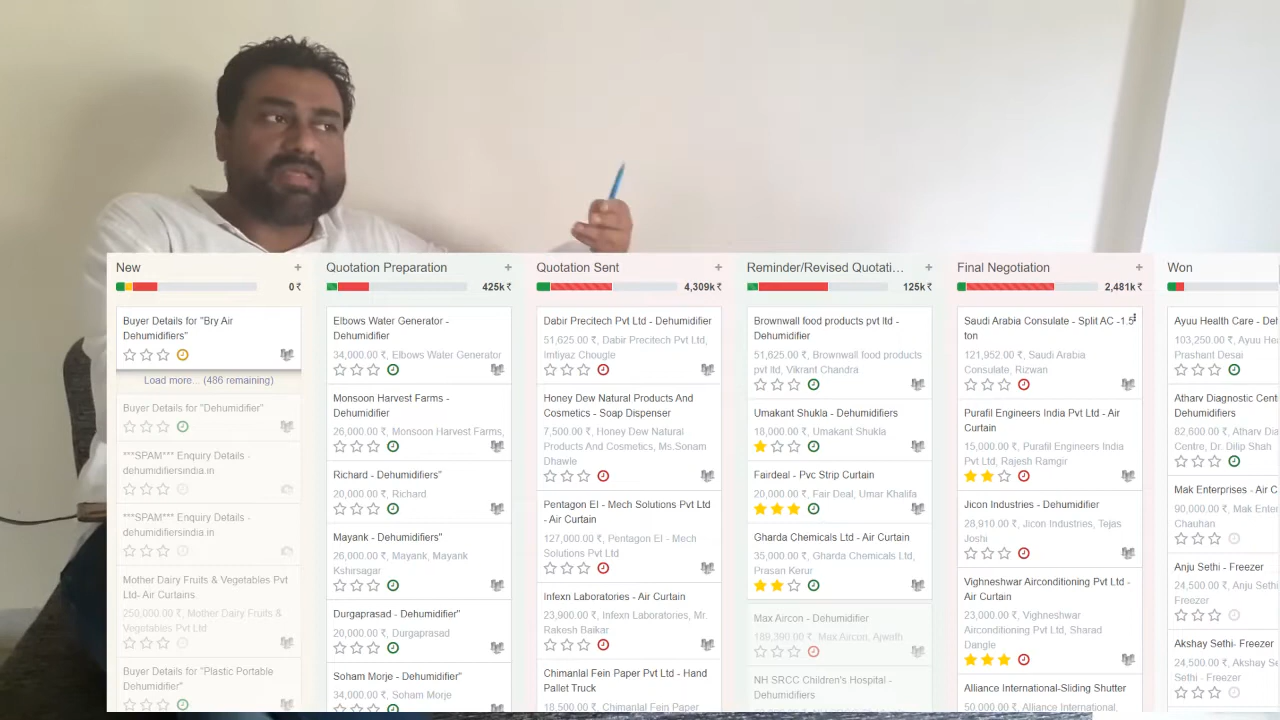 New +
0 ₹
Buyer Details for "Bry Air
Dehumidifiers"
Load more... (486 remaining)
Buyer Details for "Dehumidifier"
***SPAM*** Enquiry Details -
dehumidifiersindia.in
***SPAM*** Enquiry Details -
dehumidifiersindia.in
Mother Dairy Fruits & Vegetables Pvt
Ltd- Air Curtains
250,000.00 ₹, Mother Dairy Fruits &
Vegetables Pvt Ltd
Buyer Details for "Plastic Portable
Dehumidifier"
Quotation Preparation +
425k ₹
Elbows Water Generator -
Dehumidifier
34,000.00 ₹, Elbows Water Generator
Monsoon Harvest Farms -
Dehumidifier
26,000.00 ₹, Monsoon Harvest Farms,
Richard - Dehumidifiers"
20,000.00 ₹, Richard
Mayank - Dehumidifiers"
26,000.00 ₹, Mayank, Mayank
Kshirsagar
Durgaprasad - Dehumidifier"
20,000.00 ₹, Durgaprasad
Soham Morje - Dehumidifier"
34,000.00 ₹, Soham Morje
Quotation Sent +
4,309k ₹
Dabir Precitech Pvt Ltd - Dehumidifier
51,625.00 ₹, Dabir Precitech Pvt Ltd,
Imtiyaz Chougle
Honey Dew Natural Products And
Cosmetics - Soap Dispenser
7,500.00 ₹, Honey Dew Natural
Products And Cosmetics, Ms.Sonam
Dhawle
Pentagon El - Mech Solutions Pvt Ltd
- Air Curtain
127,000.00 ₹, Pentagon El - Mech
Solutions Pvt Ltd
Infexn Laboratories - Air Curtain
23,900.00 ₹, Infexn Laboratories, Mr.
Rakesh Baikar
Chimanlal Fein Paper Pvt Ltd - Hand
Pallet Truck
18,500.00 ₹, Chimanlal Fein Paper
Reminder/Revised Quotati... +
125k ₹
Brownwall food products pvt ltd -
Dehumidifier
51,625.00 ₹, Brownwall food products
pvt ltd, Vikrant Chandra
Umakant Shukla - Dehumidifiers
18,000.00 ₹, Umakant Shukla
Fairdeal - Pvc Strip Curtain
20,000.00 ₹, Fair Deal, Umar Khalifa
Gharda Chemicals Ltd - Air Curtain
35,000.00 ₹, Gharda Chemicals Ltd,
Prasan Kerur
Max Aircon - Dehumidifier
189,390.00 ₹, Max Aircon, Ajwath
NH SRCC Children's Hospital -
Dehumidifiers
Final Negotiation +
2,481k ₹
Saudi Arabia Consulate - Split AC -1.5
ton
121,952.00 ₹, Saudi Arabia
Consulate, Rizwan
Purafil Engineers India Pvt Ltd - Air
Curtain
15,000.00 ₹, Purafil Engineers India
Pvt Ltd, Rajesh Ramgir
Jicon Industries - Dehumidifier
28,910.00 ₹, Jicon Industries, Tejas
Joshi
Vighneshwar Airconditioning Pvt Ltd -
Air Curtain
23,000.00 ₹, Vighneshwar
Airconditioning Pvt Ltd, Sharad
Dangle
Alliance International-Sliding Shutter
50,000.00 ₹, Alliance International,
Won
Ayuu Health Care - Deh
103,250.00 ₹, Ayuu Hea
Prashant Desai
Atharv Diagnostic Cent
Dehumidifiers
82,600.00 ₹, Atharv Dia
Centre, Dr. Dilip Shah
Mak Enterprises - Air C
90,000.00 ₹, Mak Enter
Chauhan
Anju Sethi - Freezer
24,500.00 ₹, Anju Sethi
Freezer
Akshay Sethi- Freezer
24,500.00 ₹, Akshay Se
Sethi - Freezer